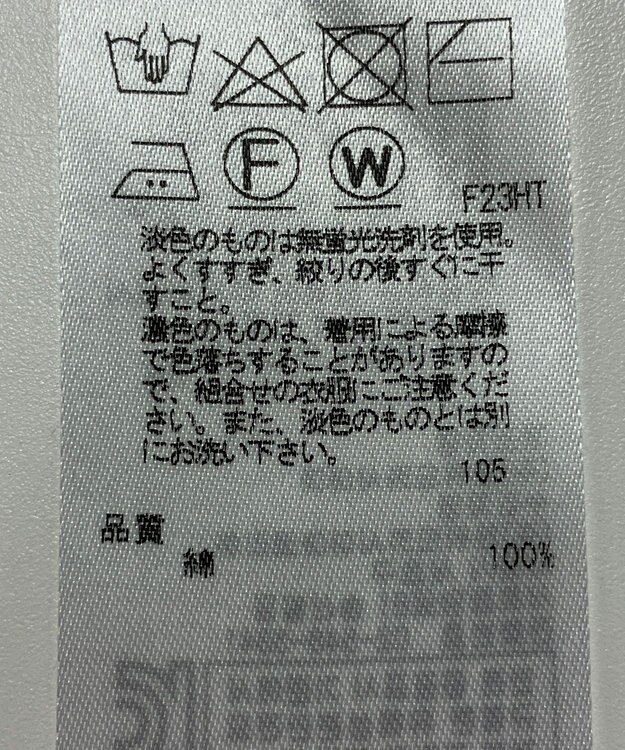 F
W
F23HT
淡色のものは無蛍光洗剤を使用。
よくすすぎ、絞りの後すぐに干
すこと。
濃色のものは、着用による摩擦
で色落ちすることがありますの
で、組合せの衣服にご注意くだ
さい。また、淡色のものとは別
にお洗い下さい。
105
品質
綿 100%